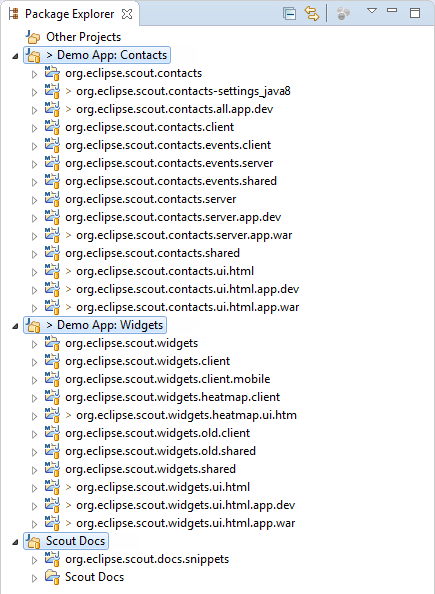 Package Explorer
Other Projects
> Demo App: Contacts
org.eclipse.scout.contacts
> org.eclipse.scout.contacts-settings_java8
> org.eclipse.scout.contacts.all.app.dev
org.eclipse.scout.contacts.client
org.eclipse.scout.contacts.events.client
org.eclipse.scout.contacts.events.server
org.eclipse.scout.contacts.events.shared
org.eclipse.scout.contacts.server
org.eclipse.scout.contacts.server.app.dev
> org.eclipse.scout.contacts.server.app.war
org.eclipse.scout.contacts.shared
> org.eclipse.scout.contacts.ui.html
> org.eclipse.scout.contacts.ui.html.app.dev
> org.eclipse.scout.contacts.ui.html.app.war
> Demo App: Widgets
org.eclipse.scout.widgets
org.eclipse.scout.widgets.client
org.eclipse.scout.widgets.client.mobile
org.eclipse.scout.widgets.heatmap.client
> org.eclipse.scout.widgets.heatmap.ui.htm
org.eclipse.scout.widgets.old.client
org.eclipse.scout.widgets.old.shared
org.eclipse.scout.widgets.shared
> org.eclipse.scout.widgets.ui.html
> org.eclipse.scout.widgets.ui.html.app.dev
> org.eclipse.scout.widgets.ui.html.app.war
Scout Docs
org.eclipse.scout.docs.snippets
Scout Docs